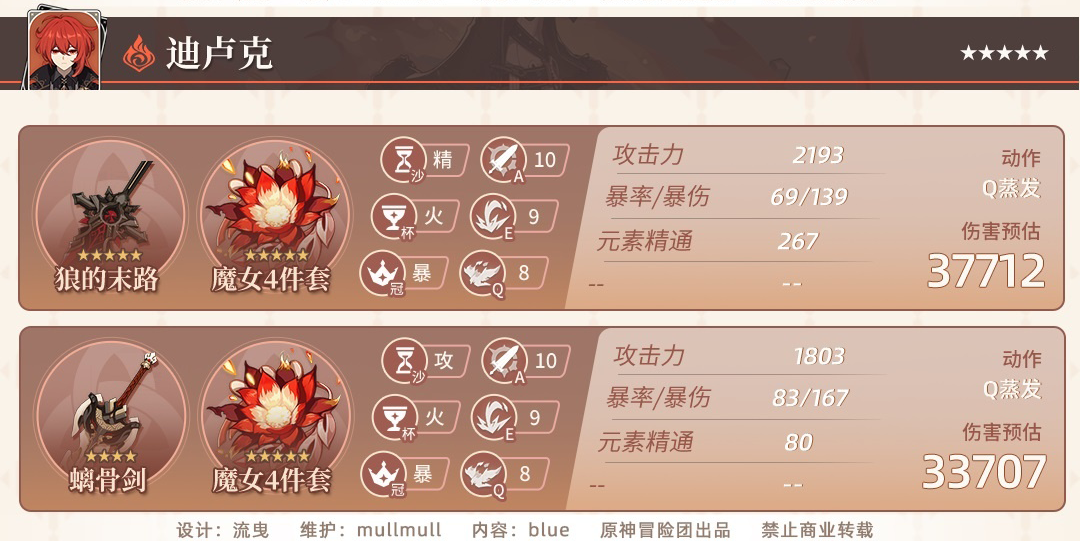 迪卢克
★★★★★
狼的末路
★★★★★
魔女4件套
★★★★★
沙 精
A 10
杯 火
E 9
冠 暴
Q 8
攻击力 2193
暴率/暴伤 69/139
元素精通 267
-- --
动作
Q蒸发
伤害预估
37712
螭骨剑
★★★★
魔女4件套
★★★★★
沙 攻
A 10
杯 火
E 9
冠 暴
Q 8
攻击力 1803
暴率/暴伤 83/167
元素精通 80
-- --
动作
Q蒸发
伤害预估
33707
设计：流曳 维护：mullmull 内容：blue 原神冒险团出品 禁止商业转载